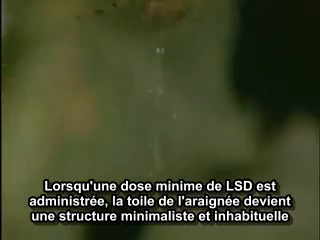 Lorsqu'une dose minime de LSD est
administrée, la toile de l'araignée devient
une structure minimaliste et inhabituelle